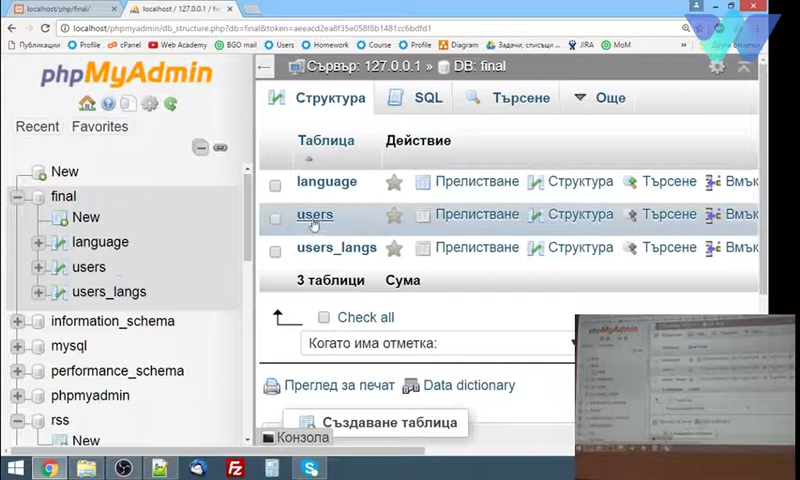 localhost/php/final/
localhost / 127.0.0.1 / fin
localhost/phpmyadmin/db_structure.php?db=final&token=aeeacd2ea8f35e058f8b1481cc6bdfd1
Публикации Profile cPanel Web Academy BGO mail Users Homework Course Profile Diagram Задачи, списъци JIRA MoM
phpMyAdmin
Recent Favorites
New
final
New
language
users
users_langs
information_schema
mysql
performance_schema
phpmyadmin
rss
New
Сървър: 127.0.0.1 » DB: final
Структура SQL Търсене Още
Таблица Действие
language Прелистване Структура Търсене Вмък
users Прелистване Структура Търсене Вмък
users_langs Прелистване Структура Търсене Вмък
3 таблици Сума
Check all
Когато има отметка:
Преглед за печат Data dictionary
Създаване таблица
Конзола
phpMyAdmin